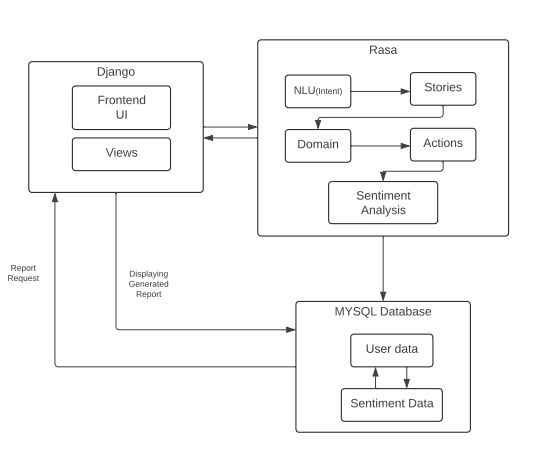 Rasa
Django
Frontend
UI
Views
NLU(Intent)
Stories
Domain
Actions
Sentiment
Analysis
Report
Request
Displaying
Generated
Report
MYSQL Database
User data
Sentiment Data